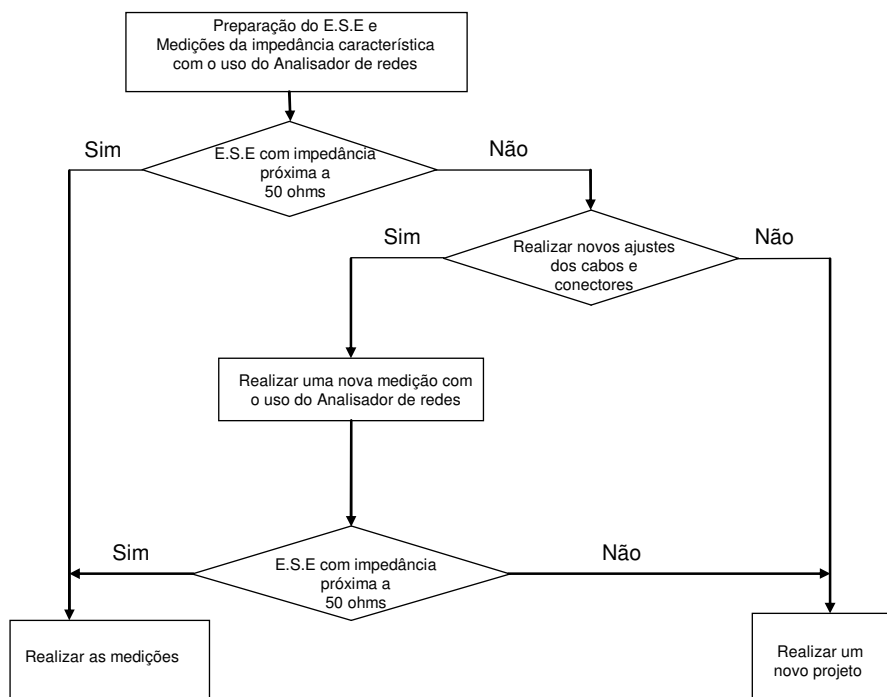 Preparação do E.S.E e
Medições da impedância característica
com o uso do Analisador de redes
Sim
E.S.E com impedância
próxima a
50 ohms
Não
Sim
Realizar novos ajustes
dos cabos e
conectores
Não
Realizar uma nova medição com
o uso do Analisador de redes
Sim
E.S.E com impedância
próxima a
50 ohms
Não
Realizar as medições
Realizar um
novo projeto